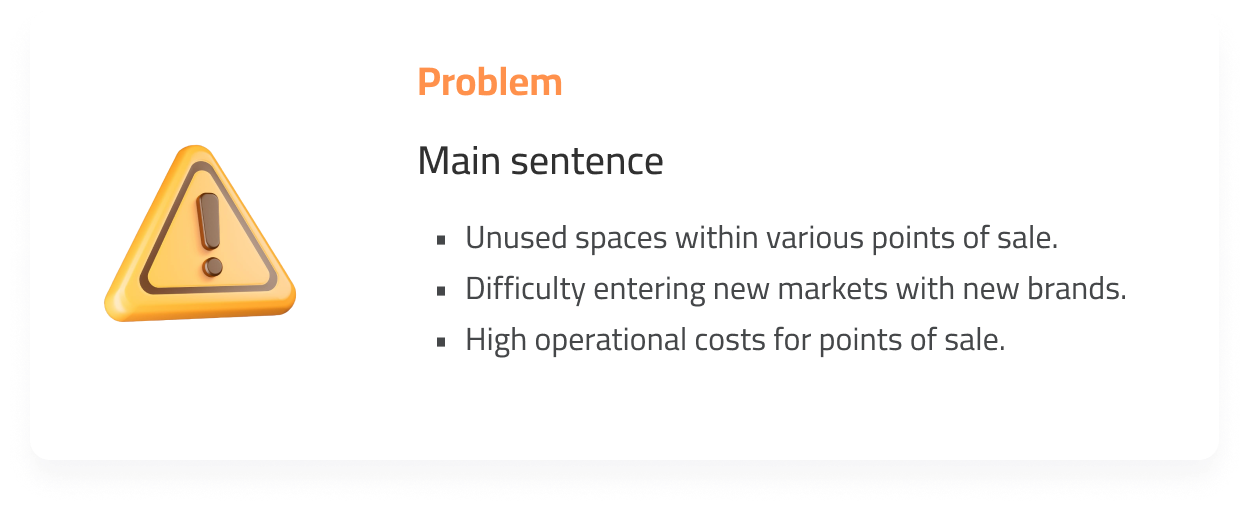 Problem
Main sentence
▪ Unused spaces within various points of sale.
▪ Difficulty entering new markets with new brands.
▪ High operational costs for points of sale.